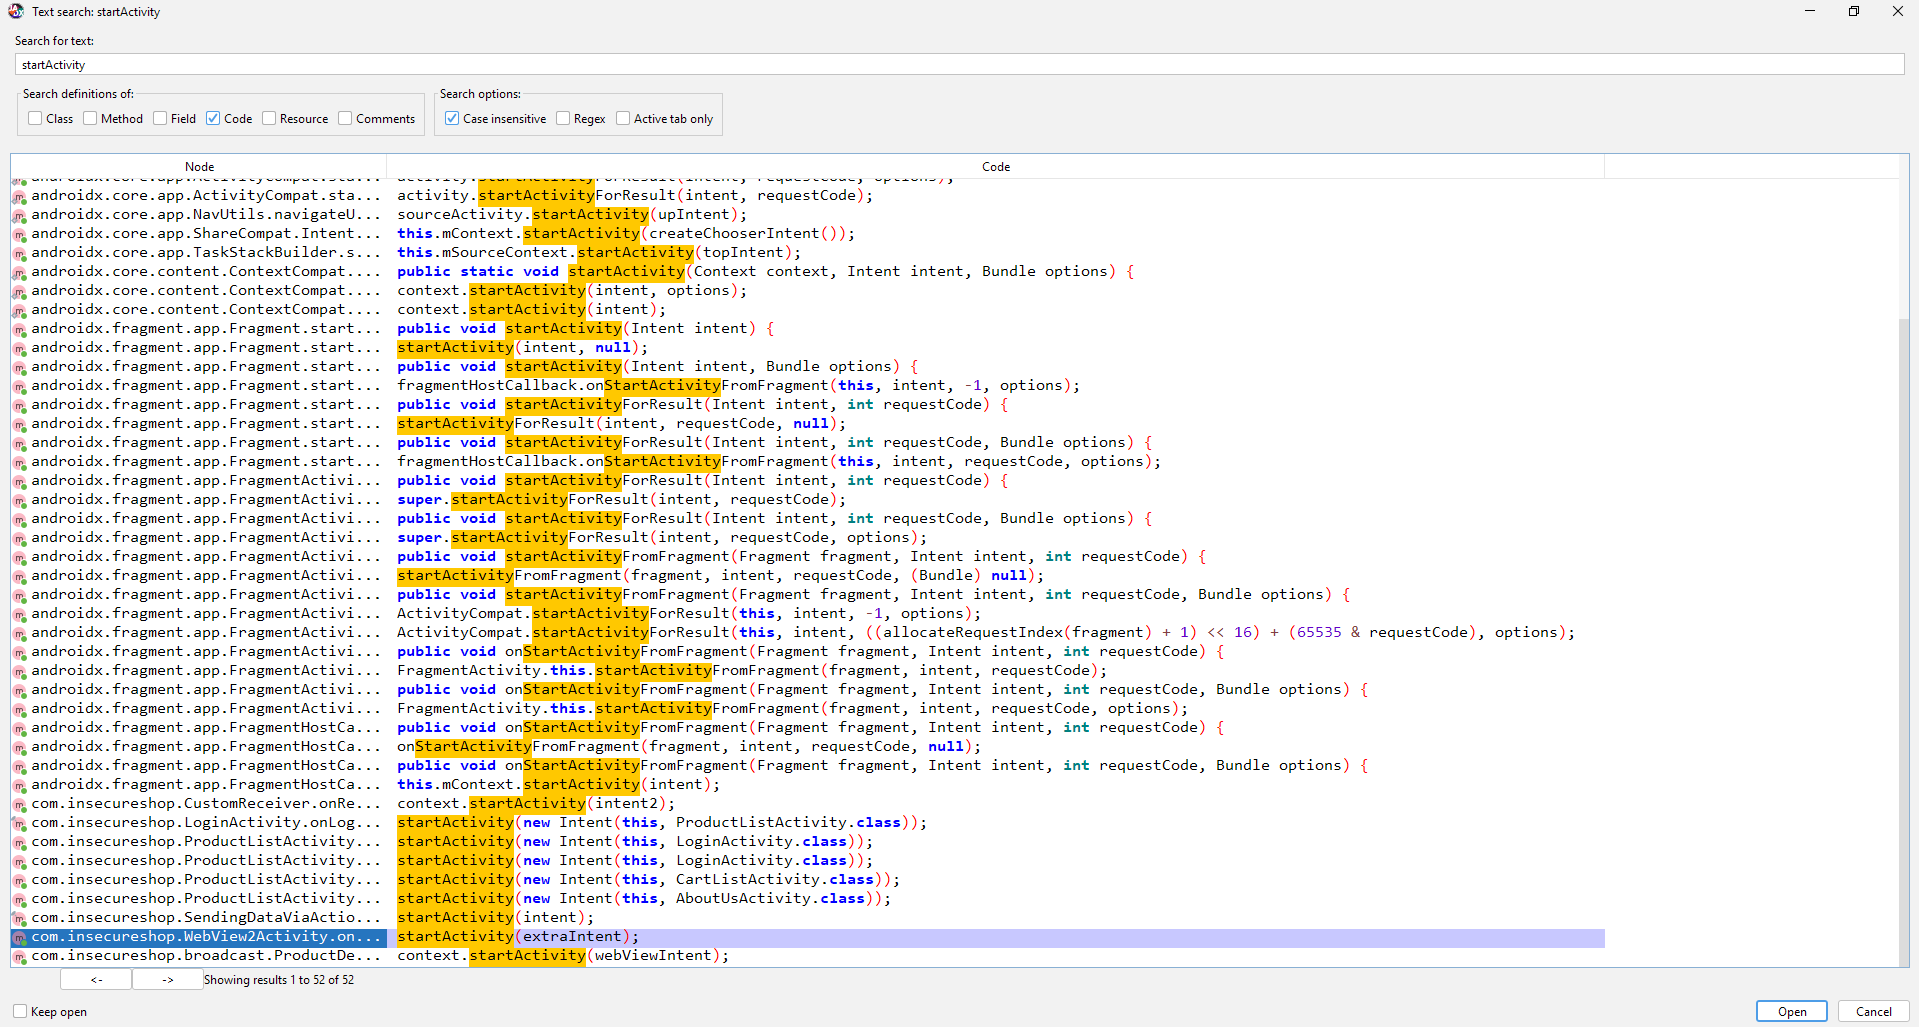 Text search: startActivity
Search for text:
startActivity
Search definitions of:
Class Method Field Code Resource Comments
Search options:
Case insensitive Regex Active tab only
Node Code
androidx.core.app.ActivityCompat.sta... activity.startActivityForResult(intent, requestCode, options);
androidx.core.app.ActivityCompat.sta... activity.startActivityForResult(intent, requestCode);
androidx.core.app.NavUtils.navigateU... sourceActivity.startActivity(upIntent);
androidx.core.app.ShareCompat.Intent... this.mContext.startActivity(createChooserIntent());
androidx.core.app.TaskStackBuilder.s... this.mSourceContext.startActivity(topIntent);
androidx.core.content.ContextCompat.... public static void startActivity(Context context, Intent intent, Bundle options) {
androidx.core.content.ContextCompat.... context.startActivity(intent, options);
androidx.core.content.ContextCompat.... context.startActivity(intent);
androidx.fragment.app.Fragment.start... public void startActivity(Intent intent) {
androidx.fragment.app.Fragment.start... startActivity(intent, null);
androidx.fragment.app.Fragment.start... public void startActivity(Intent intent, Bundle options) {
androidx.fragment.app.Fragment.start... fragmentHostCallback.onStartActivityFromFragment(this, intent, -1, options);
androidx.fragment.app.Fragment.start... public void startActivityForResult(Intent intent, int requestCode) {
androidx.fragment.app.Fragment.start... startActivityForResult(intent, requestCode, null);
androidx.fragment.app.Fragment.start... public void startActivityForResult(Intent intent, int requestCode, Bundle options) {
androidx.fragment.app.Fragment.start... fragmentHostCallback.onStartActivityFromFragment(this, intent, requestCode, options);
androidx.fragment.app.FragmentActivi... public void startActivityForResult(Intent intent, int requestCode) {
androidx.fragment.app.FragmentActivi... super.startActivityForResult(intent, requestCode);
androidx.fragment.app.FragmentActivi... public void startActivityForResult(Intent intent, int requestCode, Bundle options) {
androidx.fragment.app.FragmentActivi... super.startActivityForResult(intent, requestCode, options);
androidx.fragment.app.FragmentActivi... public void startActivityFromFragment(Fragment fragment, Intent intent, int requestCode) {
androidx.fragment.app.FragmentActivi... startActivityFromFragment(fragment, intent, requestCode, (Bundle) null);
androidx.fragment.app.FragmentActivi... public void startActivityFromFragment(Fragment fragment, Intent intent, int requestCode, Bundle options) {
androidx.fragment.app.FragmentActivi... ActivityCompat.startActivityForResult(this, intent, -1, options);
androidx.fragment.app.FragmentActivi... ActivityCompat.startActivityForResult(this, intent, ((allocateRequestIndex(fragment) + 1) << 16) + (65535 & requestCode), options);
androidx.fragment.app.FragmentActivi... public void onStartActivityFromFragment(Fragment fragment, Intent intent, int requestCode) {
androidx.fragment.app.FragmentActivi... FragmentActivity.this.startActivityFromFragment(fragment, intent, requestCode);
androidx.fragment.app.FragmentActivi... public void onStartActivityFromFragment(Fragment fragment, Intent intent, int requestCode, Bundle options) {
androidx.fragment.app.FragmentActivi... FragmentActivity.this.startActivityFromFragment(fragment, intent, requestCode, options);
androidx.fragment.app.FragmentHostCa... public void onStartActivityFromFragment(Fragment fragment, Intent intent, int requestCode) {
androidx.fragment.app.FragmentHostCa... onStartActivityFromFragment(fragment, intent, requestCode, null);
androidx.fragment.app.FragmentHostCa... public void onStartActivityFromFragment(Fragment fragment, Intent intent, int requestCode, Bundle options) {
androidx.fragment.app.FragmentHostCa... this.mContext.startActivity(intent);
com.insecureshop.CustomReceiver.onRe... context.startActivity(intent2);
com.insecureshop.LoginActivity.onLog... startActivity(new Intent(this, ProductListActivity.class));
com.insecureshop.ProductListActivity... startActivity(new Intent(this, LoginActivity.class));
com.insecureshop.ProductListActivity... startActivity(new Intent(this, LoginActivity.class));
com.insecureshop.ProductListActivity... startActivity(new Intent(this, CartListActivity.class));
com.insecureshop.ProductListActivity... startActivity(new Intent(this, AboutUsActivity.class));
com.insecureshop.SendingDataViaActio... startActivity(intent);
com.insecureshop.WebView2Activity.on... startActivity(extraIntent);
com.insecureshop.broadcast.ProductDe... context.startActivity(webViewIntent);
<- -> Showing results 1 to 52 of 52
Keep open Open Cancel